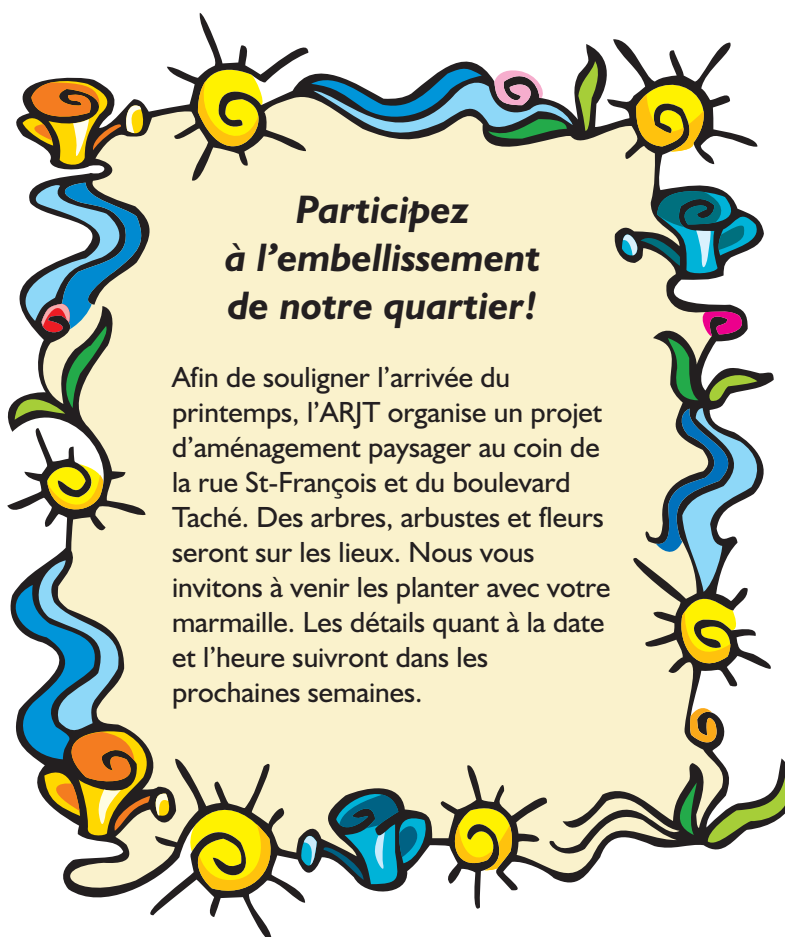 Participez
à l’embellissement
de notre quartier!
Afin de souligner l’arrivée du
printemps, l’ARJT organise un projet
d’aménagement paysager au coin de
la rue St-François et du boulevard
Taché. Des arbres, arbustes et fleurs
seront sur les lieux. Nous vous
invitons à venir les planter avec votre
marmaille. Les détails quant à la date
et l’heure suivront dans les
prochaines semaines.